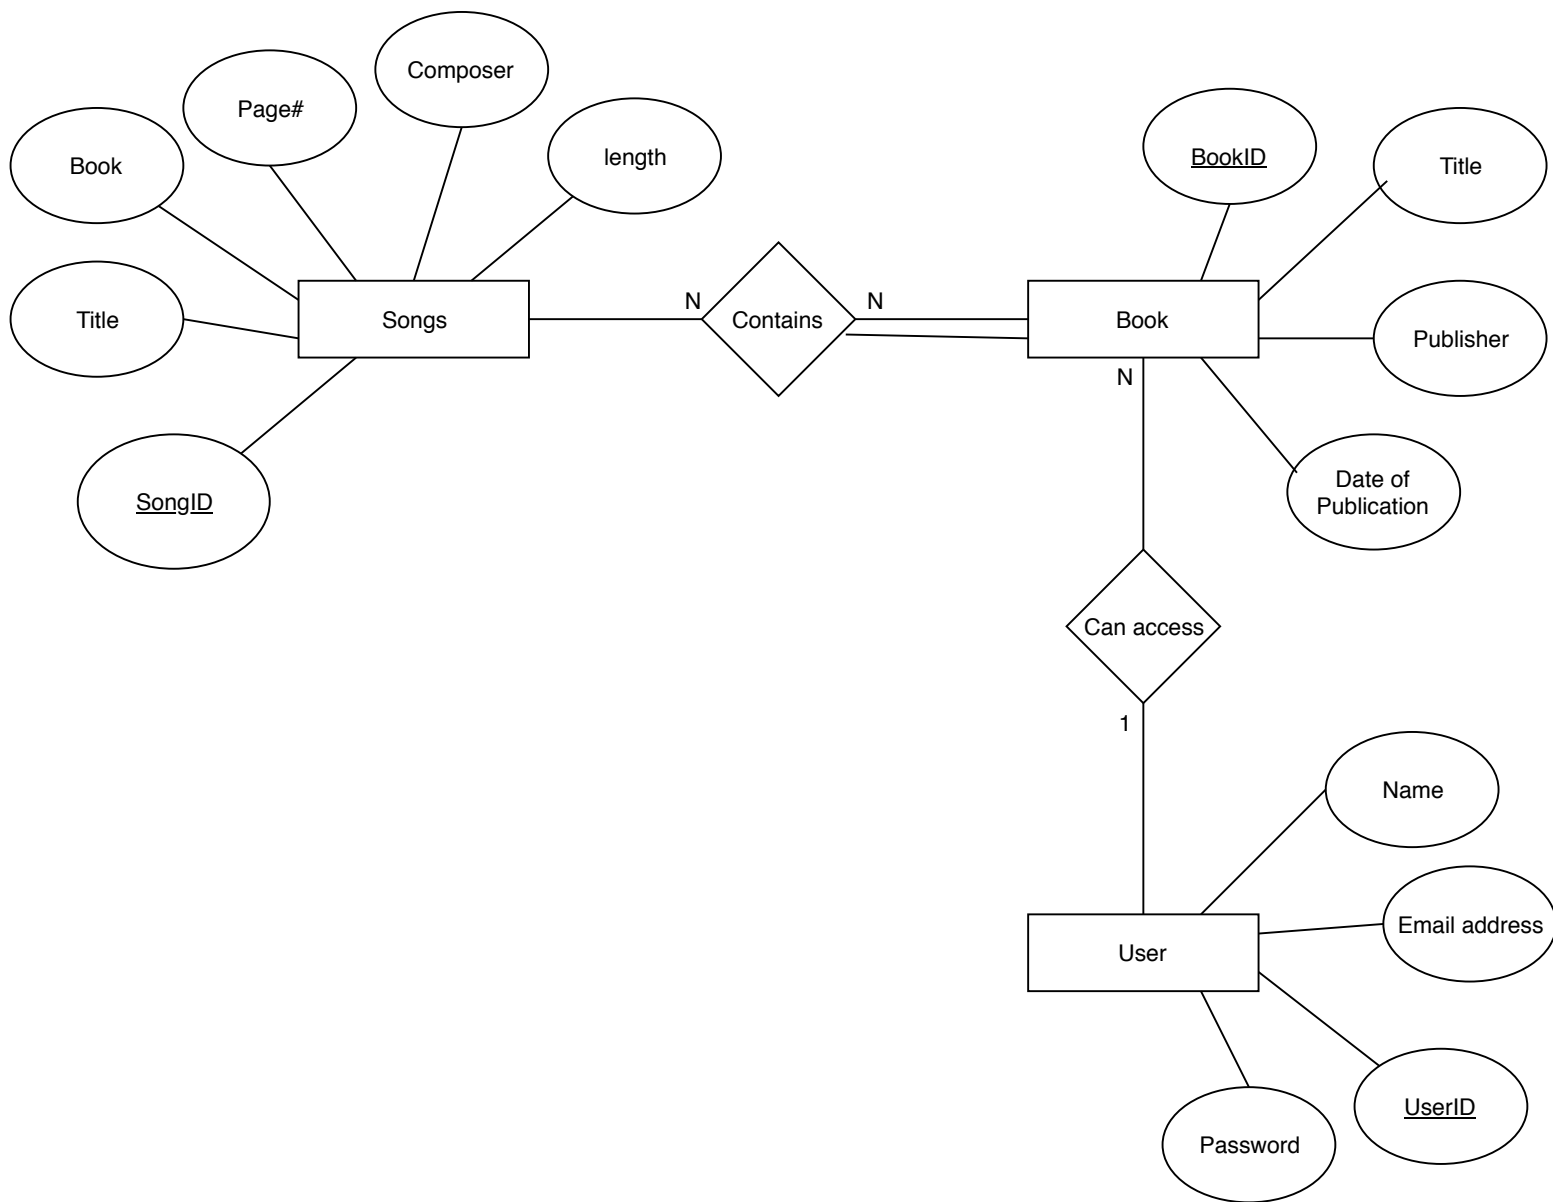 Composer
Page#
length
Book
BookID
Title
Title
Songs
N
Contains
N
Book
Publisher
N
SongID
Date of
Publication
Can access
1
Name
User
Email address
UserID
Password